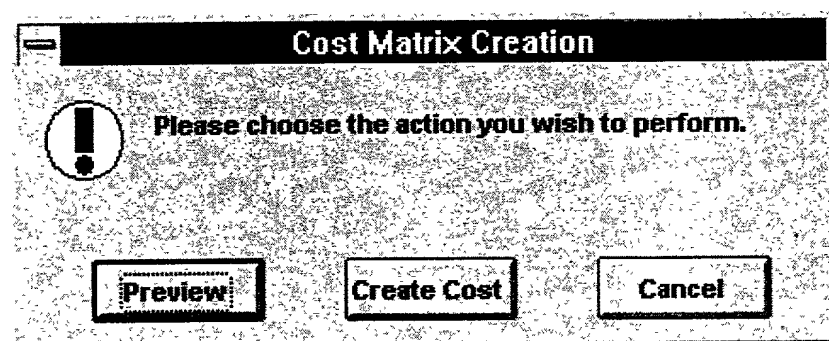 Cost Matrix Creation
Please choose the action you wish to perform.
Preview Create Cost Cancel